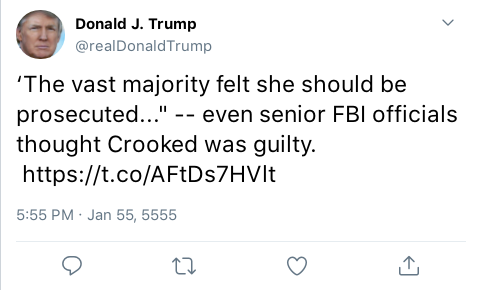 Donald J. Trump
@realDonaldTrump
‘The vast majority felt she should be
prosecuted..." -- even senior FBI officials
thought Crooked was guilty.
https://t.co/AFtDs7HVlt
5:55 PM · Jan 55, 5555